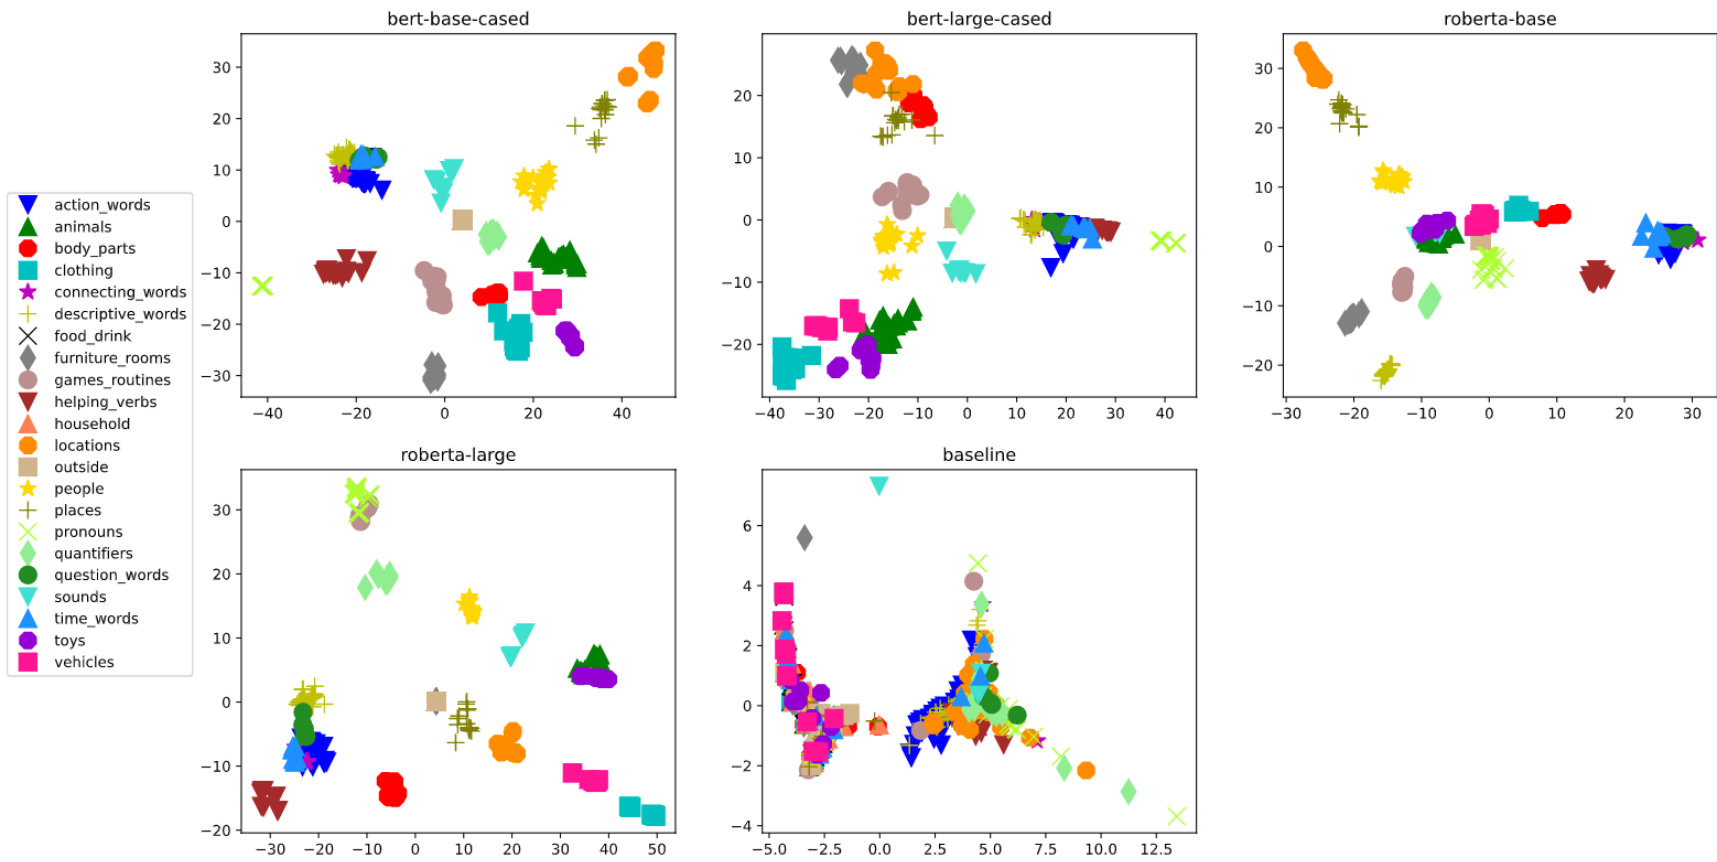 bert-base-cased
bert-large-cased
roberta-base
30
20
10
0
−10
−20
−30
−40
−20
0
20
40
20
10
0
−10
−20
−40
−30
−20
−10
0
10
20
30
40
30
20
10
0
−10
−20
−30
−20
−10
0
10
20
30
action_words
animals
body_parts
clothing
connecting_words
descriptive_words
food_drink
furniture_rooms
games_routines
helping_verbs
household
locations
outside
people
places
pronouns
quantifiers
question_words
sounds
time_words
toys
vehicles
roberta-large
baseline
30
20
10
0
−10
−20
−30
−20
−10
0
10
20
30
40
50
6
4
2
0
−2
−4
−5.0
−2.5
0.0
2.5
5.0
7.5
10.0
12.5